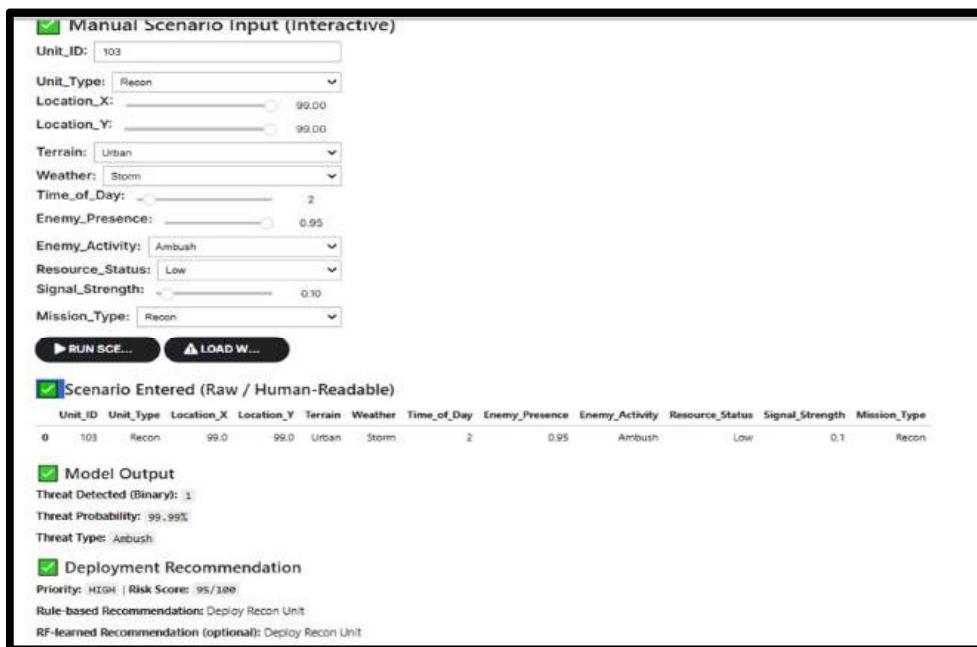 Manual Scenario Input (Interactive)
Unit_ID: 103
Unit_Type: Recon
Location_X: 99.00
Location_Y: 99.00
Terrain: Urban
Weather: Storm
Time_of_Day: 2
Enemy_Presence: 0.95
Enemy_Activity: Ambush
Resource_Status: Low
Signal_Strength: 0.10
Mission_Type: Recon
RUN SCE... LOAD W...
Scenario Entered (Raw / Human-Readable)
Unit_ID Unit_Type Location_X Location_Y Terrain Weather Time_of_Day Enemy_Presence Enemy_Activity Resource_Status Signal_Strength Mission_Type
0 103 Recon 99.0 99.0 Urban Storm 2 0.95 Ambush Low 0.1 Recon
Model Output
Threat Detected (Binary): 1
Threat Probability: 99.99%
Threat Type: Ambush
Deployment Recommendation
Priority: HIGH | Risk Score: 95/100
Rule-based Recommendation: Deploy Recon Unit
RF-learned Recommendation (optional): Deploy Recon Unit